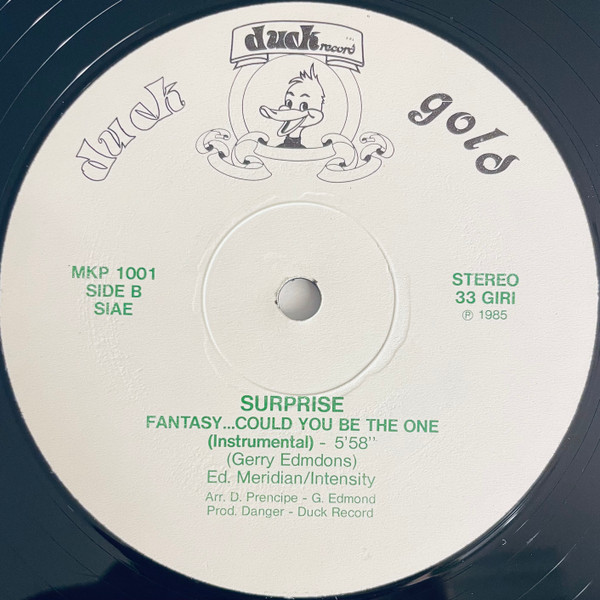 duck record
duck
gold
MKP 1001
SIDE B
SIAE
STEREO
33 GIRI
℗ 1985
SURPRISE
FANTASY...COULD YOU BE THE ONE
(Instrumental) - 5'58''
(Gerry Edmdons)
Ed. Meridian/Intensity
Arr. D. Prencipe - G. Edmond
Prod. Danger - Duck Record